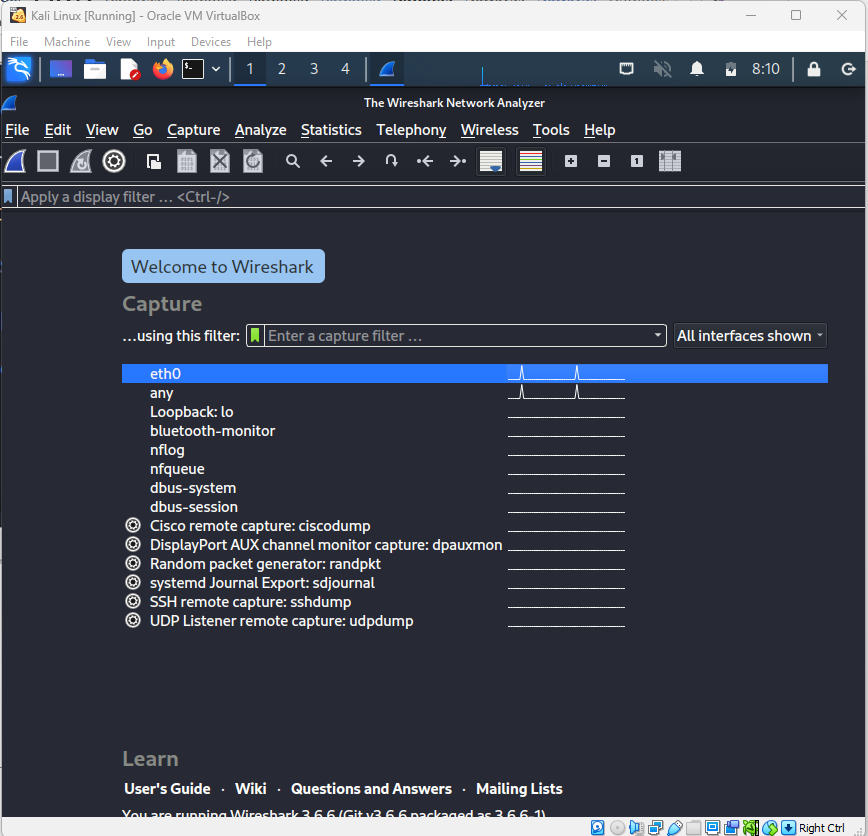 Kali Linux [Running] - Oracle VM VirtualBox
File Machine View Input Devices Help
1 2 3 4 8:10
The Wireshark Network Analyzer
File Edit View Go Capture Analyze Statistics Telephony Wireless Tools Help
Apply a display filter ... <Ctrl-/>
Welcome to Wireshark
Capture
...using this filter: Enter a capture filter ... All interfaces shown
eth0
any
Loopback: lo
bluetooth-monitor
nflog
nfqueue
dbus-system
dbus-session
Cisco remote capture: ciscodump
DisplayPort AUX channel monitor capture: dpauxmon
Random packet generator: randpkt
systemd Journal Export: sdjournal
SSH remote capture: sshdump
UDP Listener remote capture: udpdump
Learn
User's Guide · Wiki · Questions and Answers · Mailing Lists
You are running Wireshark 3.6.6 (Git v3.6.6 packaged as 3.6.6-1).
Right Ctrl